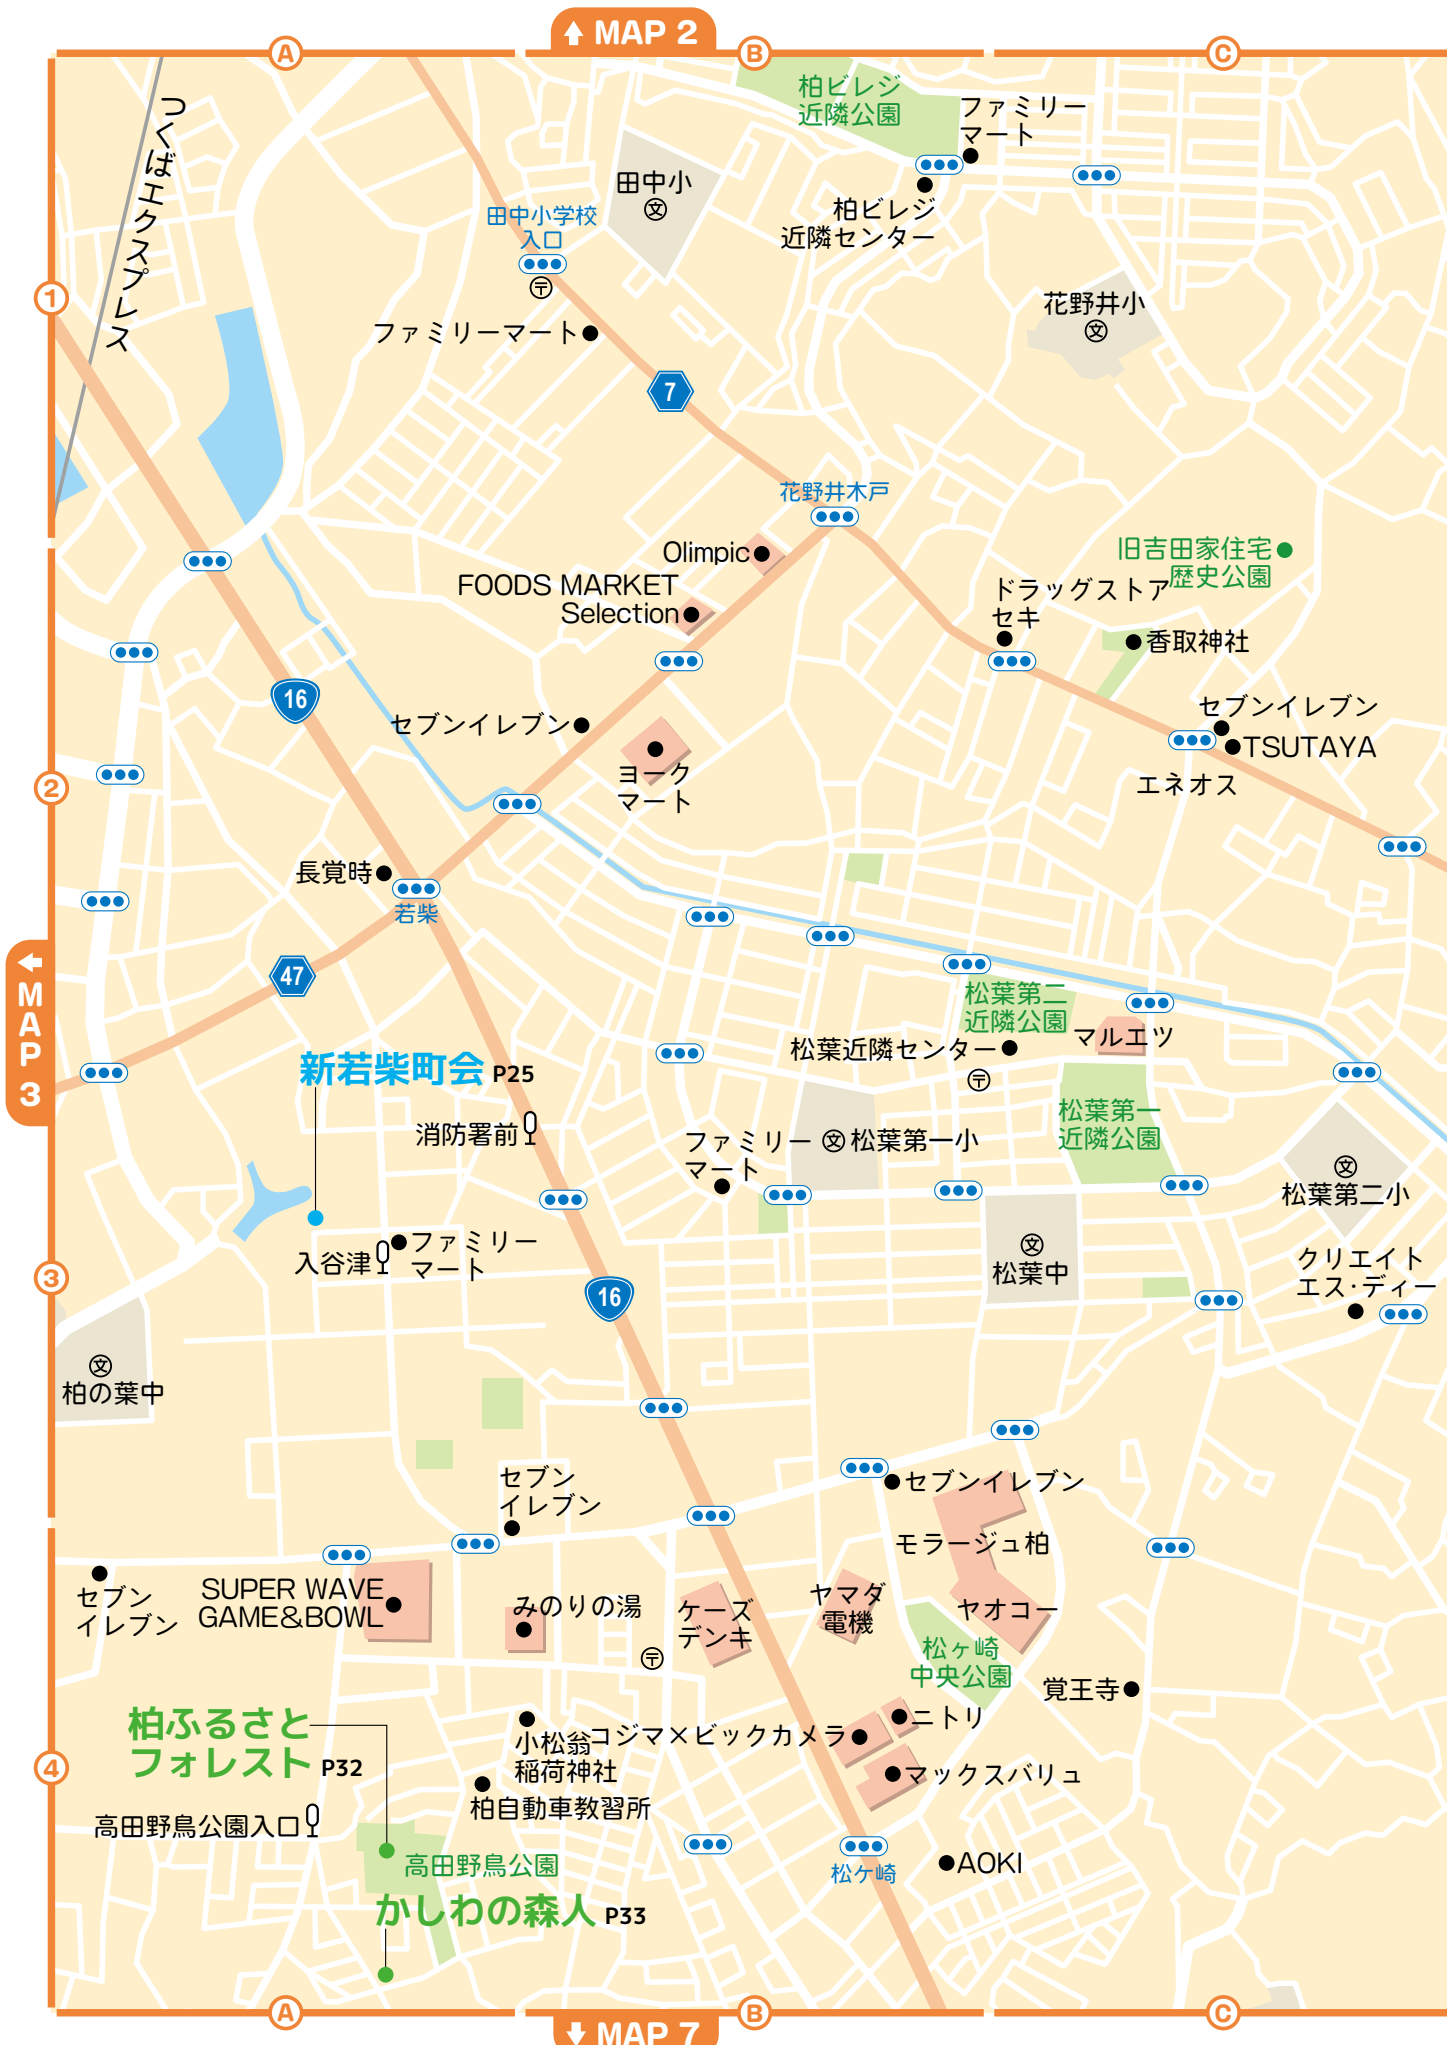 MAP 2
A
B
C
つくばエクスプレス
柏ビレジ
近隣公園
ファミリー
マート
田中小
文
柏ビレジ
近隣センター
田中小学校
入口
〒
1
花野井小
文
ファミリーマート
7
花野井木戸
Olimpic
FOODS MARKET
Selection
旧吉田家住宅
歴史公園
ドラッグストア
セキ
香取神社
16
セブンイレブン
セブンイレブン
TSUTAYA
ヨーク
マート
エネオス
2
長覚時
若柴
MAP 3
47
松葉第二
近隣公園
マルエツ
松葉近隣センター
〒
新若柴町会 P25
松葉第一
近隣公園
消防署前
ファミリー
マート
文 松葉第一小
文
松葉第二小
入谷津
ファミリー
マート
文
松葉中
クリエイト
エス・ディー
3
16
文
柏の葉中
セブン
イレブン
セブンイレブン
モラージュ柏
セブン
イレブン
SUPER WAVE
GAME&BOWL
みのりの湯
ケーズ
デンキ
ヤマダ
電機
ヤオコー
〒
松ヶ崎
中央公園
覚王寺
柏ふるさと
フォレスト P32
小松翁
稲荷神社
コジマ×ビックカメラ
ニトリ
4
マックスバリュ
柏自動車教習所
高田野鳥公園入口
高田野鳥公園
松ケ崎
AOKI
かしわの森人 P33
A
B
C
MAP 7